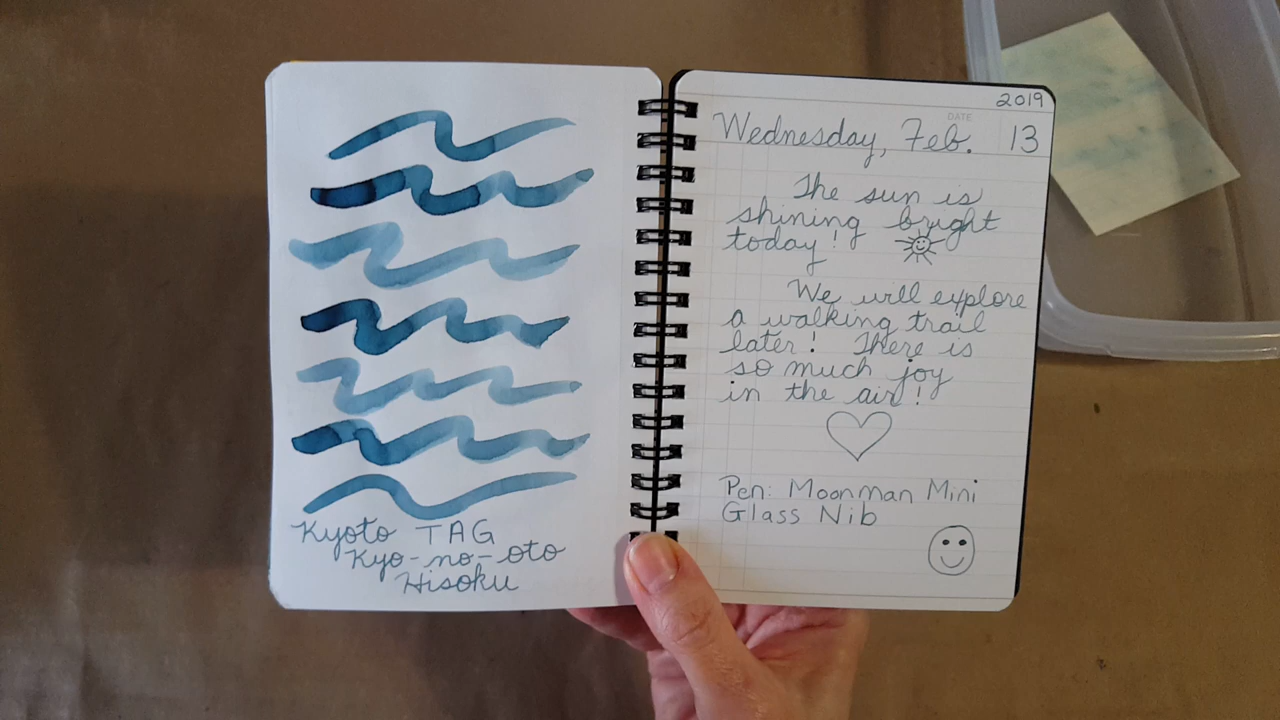 Kyoto TAG
Kyo-no-oto
Hisoku
2019
DATE
Wednesday, Feb. 13
The sun is
shining bright
today!
We will explore
a walking trail
later! There is
so much joy
in the air!
Pen: Moonman Mini
Glass Nib